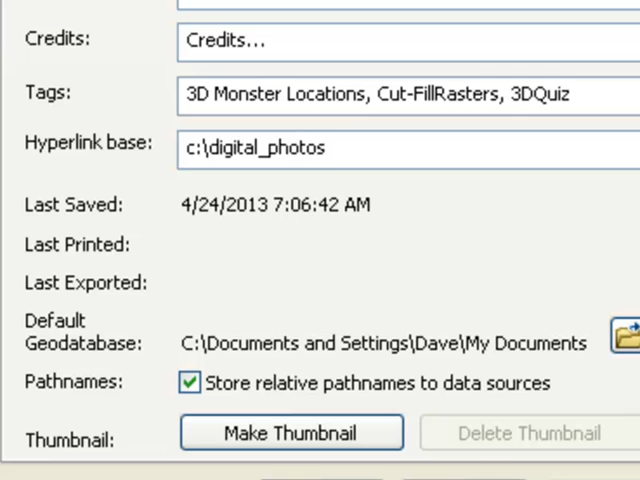 Credits: Credits...
Tags: 3D Monster Locations, Cut-FillRasters, 3DQuiz
Hyperlink base: c:\digital_photos
Last Saved: 4/24/2013 7:06:42 AM
Last Printed:
Last Exported:
Default
Geodatabase: C:\Documents and Settings\Dave\My Documents
Pathnames: Store relative pathnames to data sources
Thumbnail: Make Thumbnail Delete Thumbnail